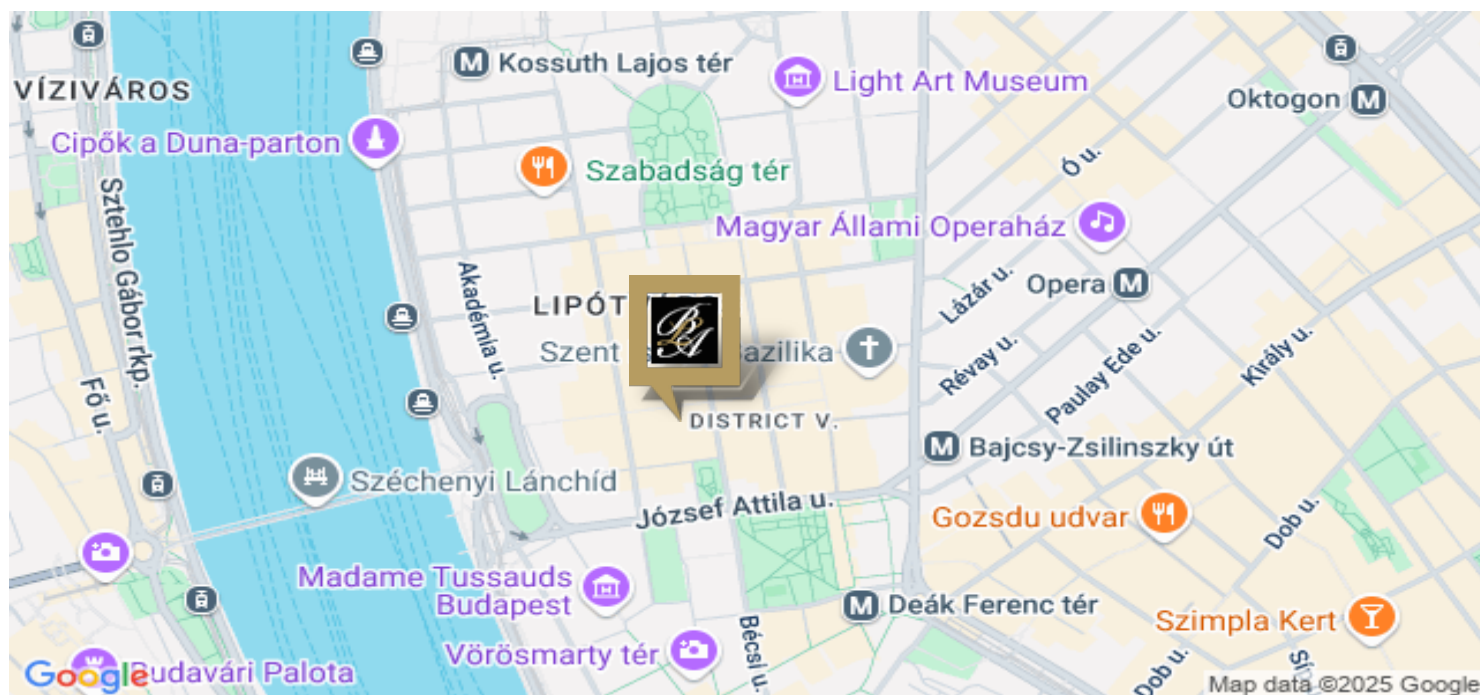 Kossuth Lajos tér
Light Art Museum
VÍZIVÁROS
Oktogon
Cipők a Duna-parton
Szabadság tér
Ó u.
Sztehlo Gábor rkp.
Magyar Állami Operaház
Akadémia u.
Lázár u.
Opera
LIPÓT
BA
Szent
Bazilika
Révay u.
Paulay Ede u.
Király u.
Fő u.
DISTRICT V.
Bajcsy-Zsilinszky út
Széchenyi Lánchíd
József Attila u.
Gozsdu udvar
Dob u.
Madame Tussauds
Budapest
Deák Ferenc tér
Szimpla Kert
Vörösmarty tér
Bécsi u.
Dob u.
Google
Budavári Palota
Map data ©2025 Google